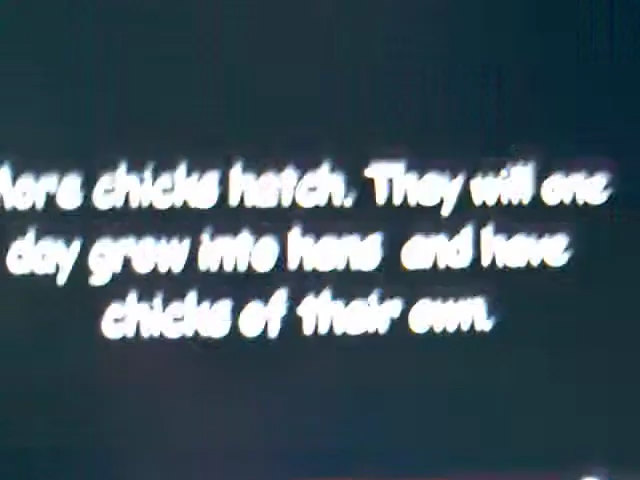 More chicks hatch. They will one
day grow into hens and have
chicks of their own.